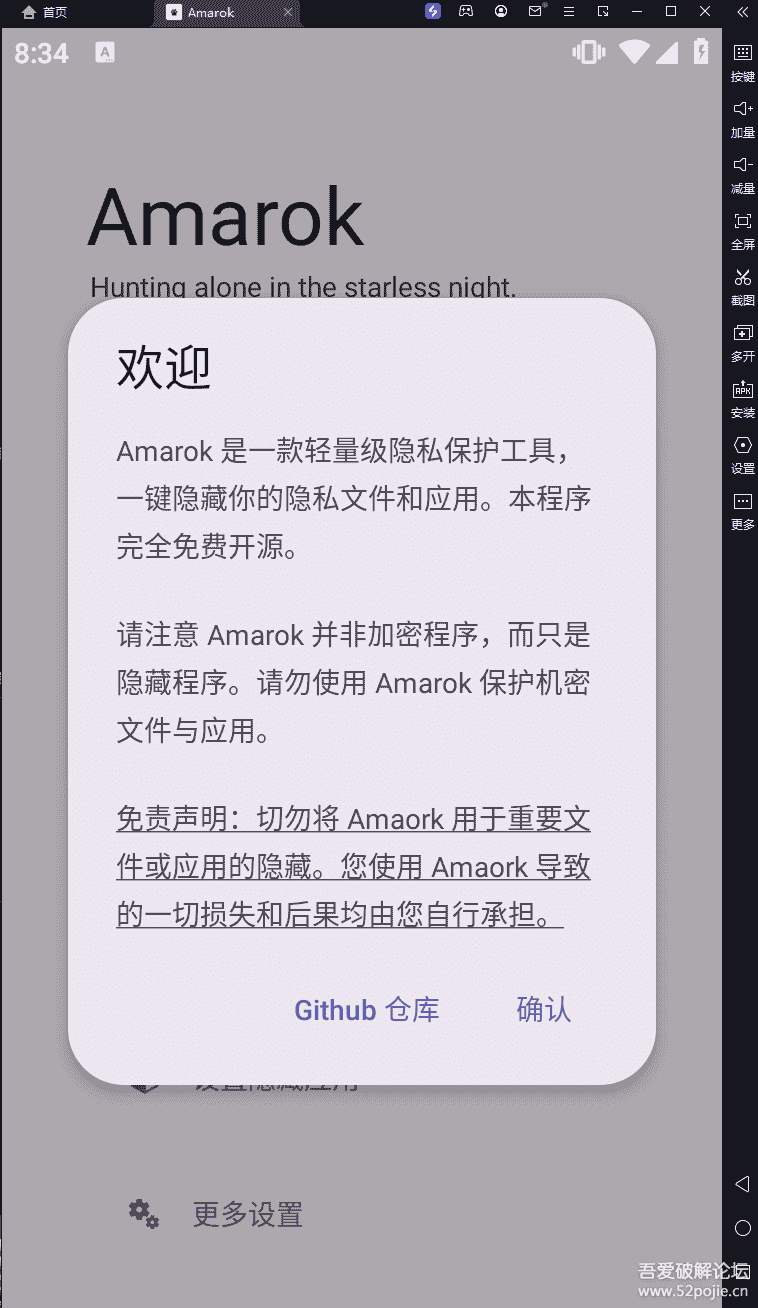 首页
Amarok
8:34
A
按键
加量
减量
全屏
截图
多开
APK
安装
设置
更多
Amarok
Hunting alone in the starless night.
欢迎
Amarok 是一款轻量级隐私保护工具，
一键隐藏你的隐私文件和应用。本程序
完全免费开源。
请注意 Amarok 并非加密程序，而只是
隐藏程序。请勿使用 Amarok 保护机密
文件与应用。
免责声明：切勿将 Amaork 用于重要文
件或应用的隐藏。您使用 Amaork 导致
的一切损失和后果均由您自行承担。
Github 仓库
确认
设置隐藏应用
更多设置
吾爱破解论坛
www.52pojie.cn